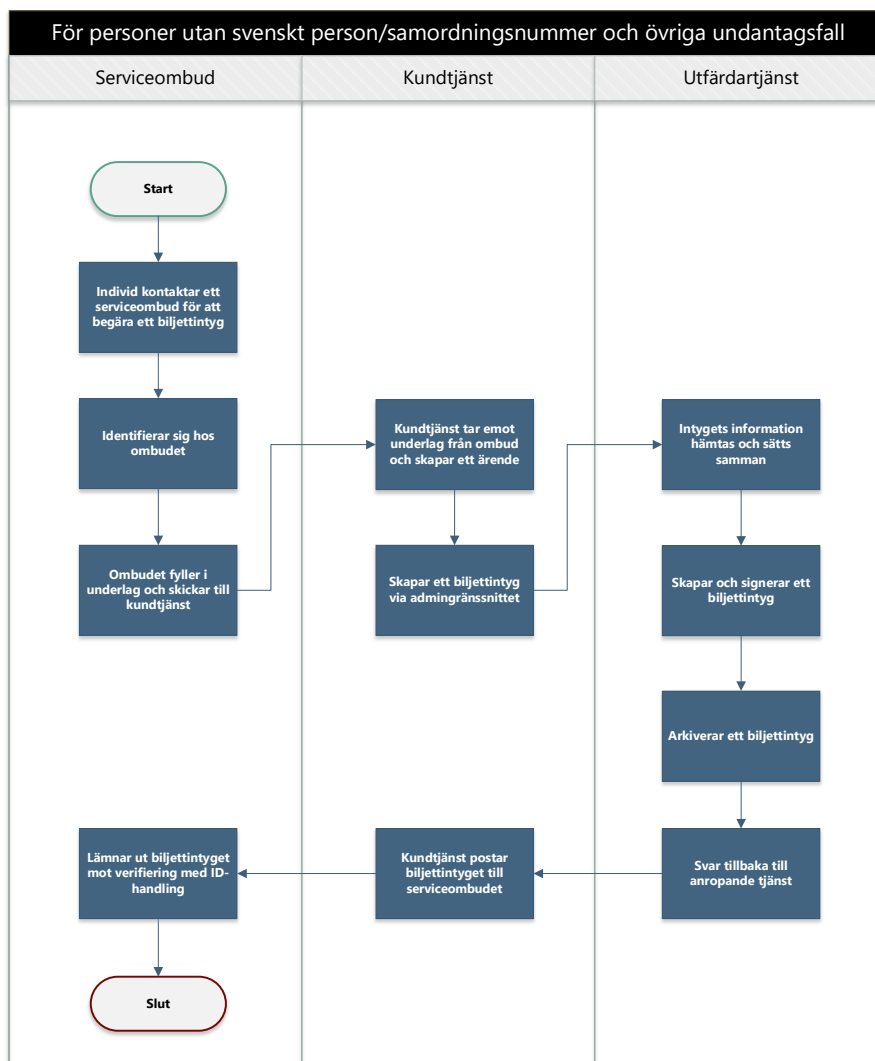 För personer utan svenskt person/samordningsnummer och övriga undantagsfall
Serviceombud
Kundtjänst
Utfärdartjänst
Start
Individ kontaktar ett
serviceombud för att
begära ett biljettintyg
Identifierar sig hos
ombudet
Ombudet fyller i
underlag och skickar till
kundtjänst
Kundtjänst tar emot
underlag från ombud
och skapar ett ärende
Skapar ett biljettintyg
via admingränssnittet
Intygets information
hämtas och sätts
samman
Skapar och signerar ett
biljettintyg
Arkiverar ett biljettintyg
Svar tillbaka till
anropande tjänst
Kundtjänst postar
biljettintyget till
serviceombudet
Lämnar ut biljettintyget
mot verifiering med ID-
handling
Slut